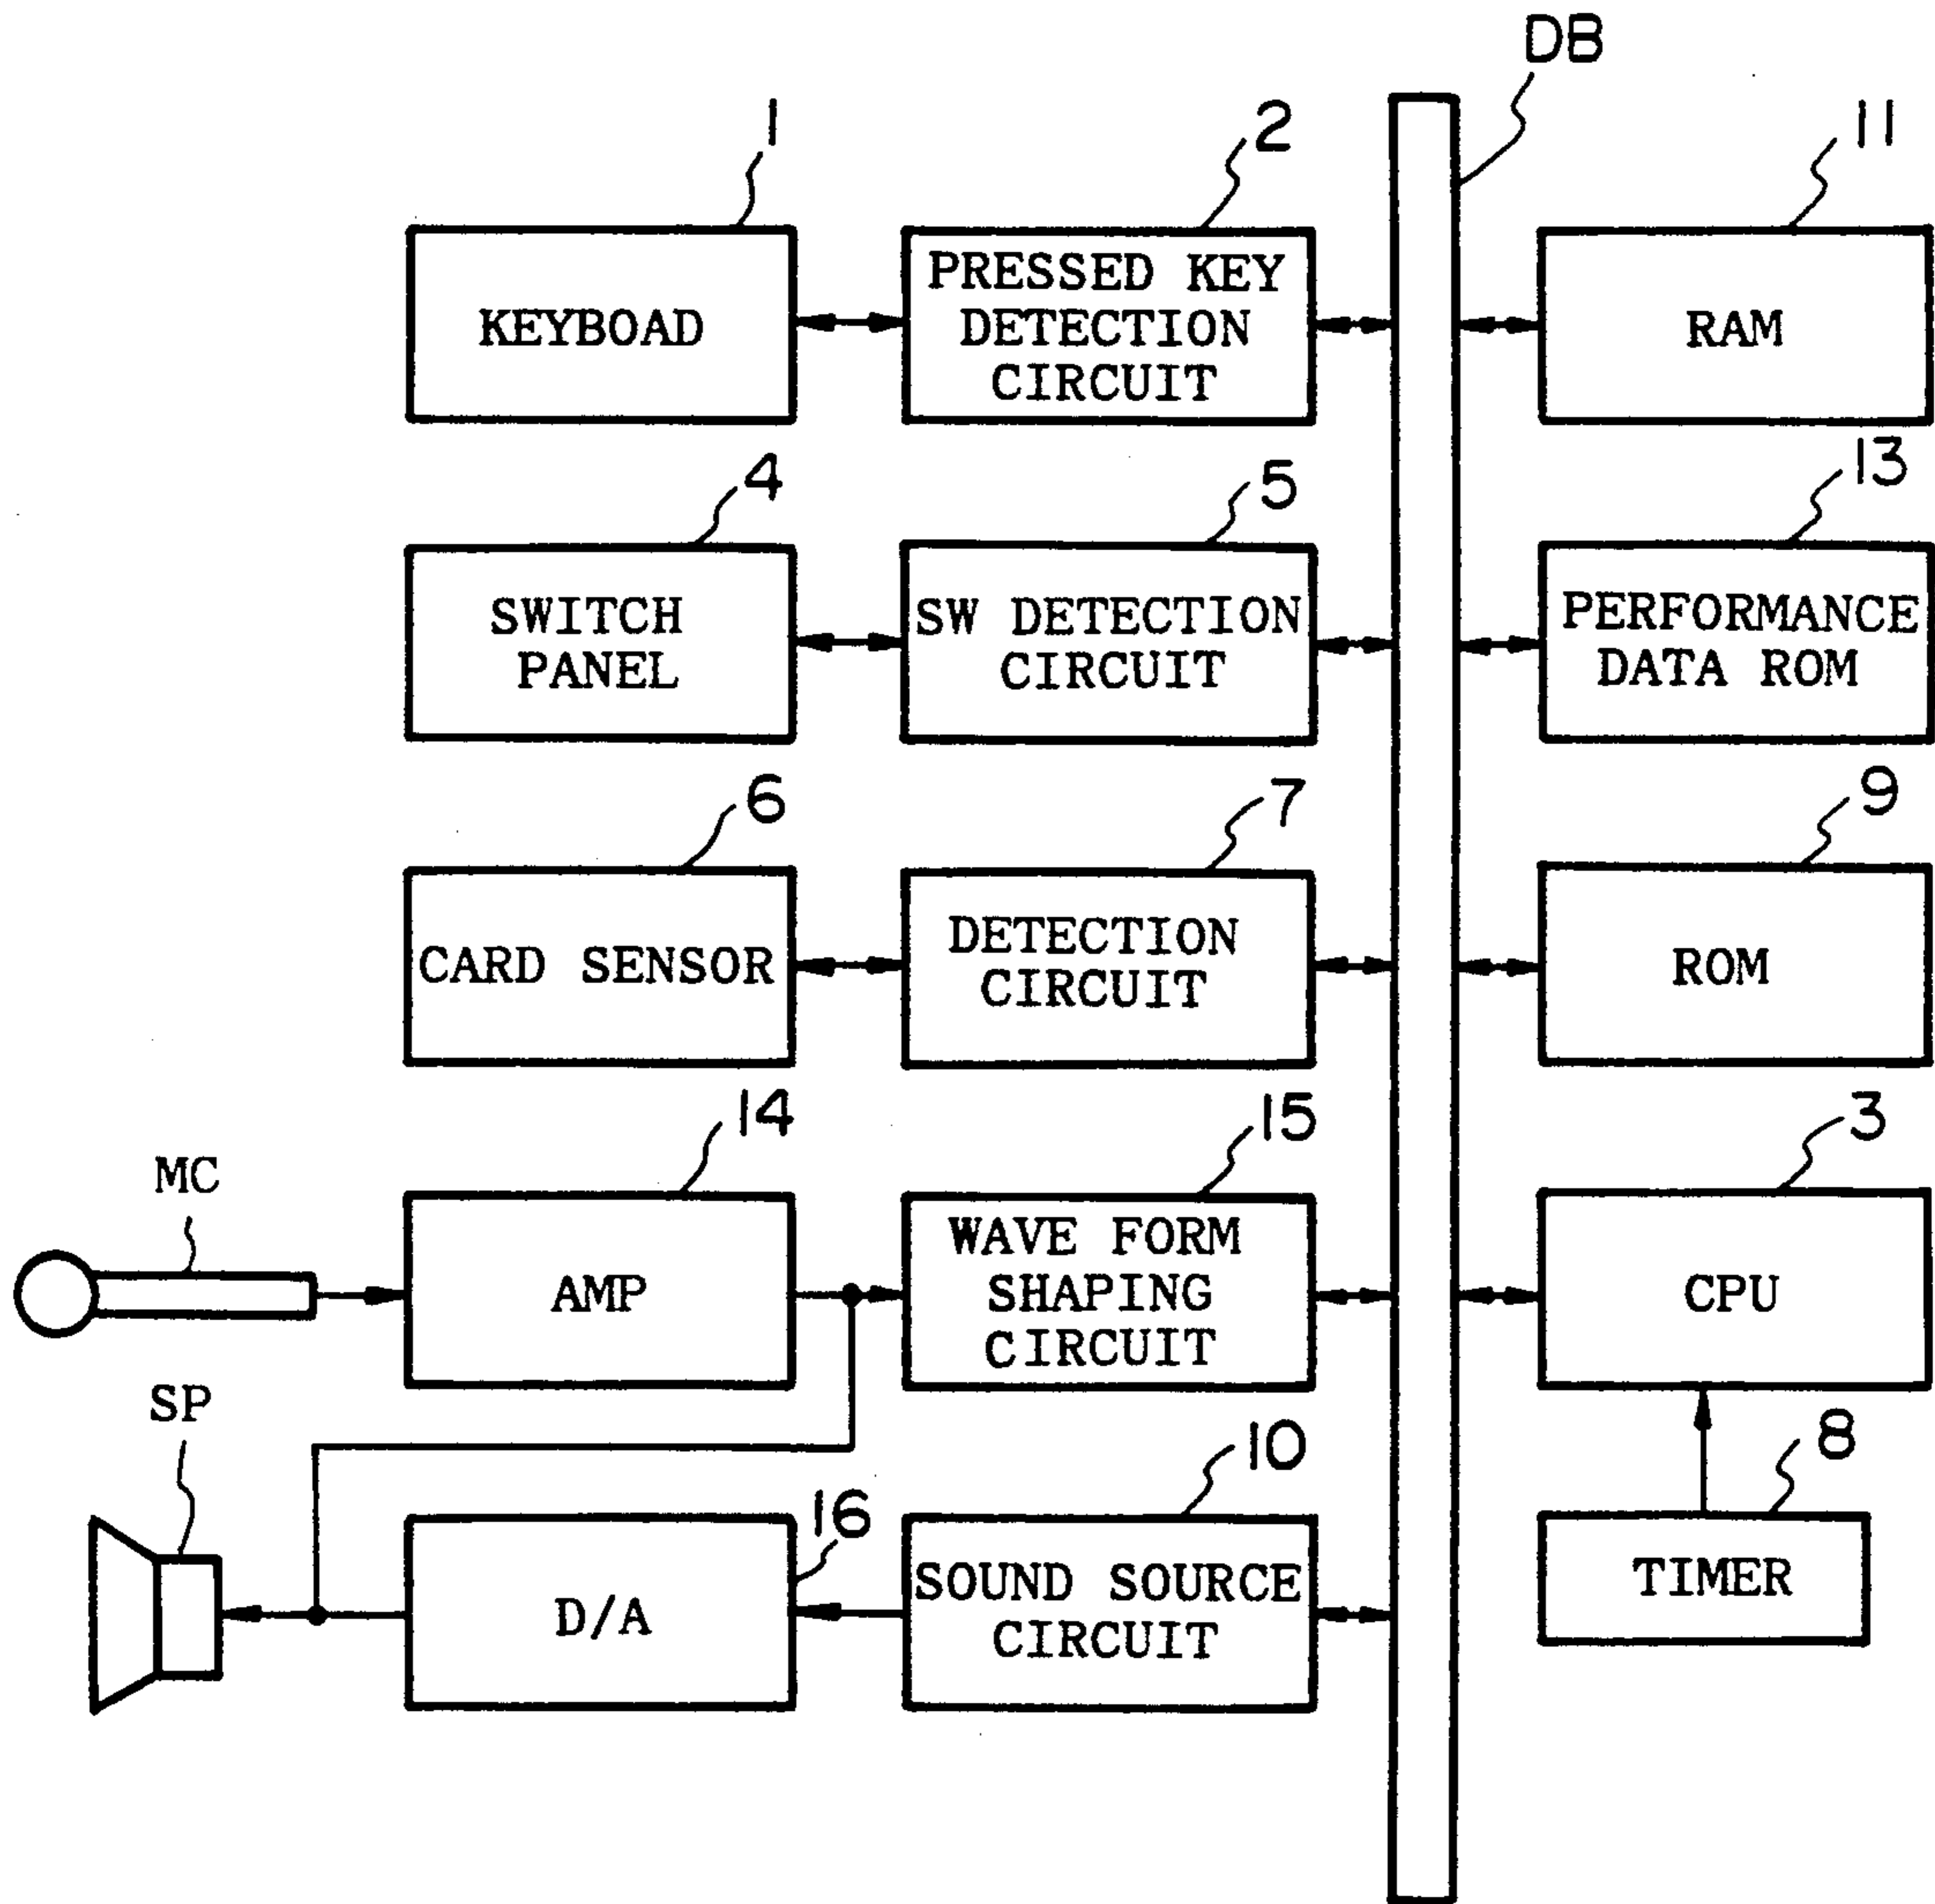 DB
1
2
11
KEYBOAD
PRESSED KEY
DETECTION
CIRCUIT
RAM
4
5
13
SWITCH
PANEL
SW DETECTION
CIRCUIT
PERFORMANCE
DATA ROM
6
7
9
CARD SENSOR
DETECTION
CIRCUIT
ROM
14
15
3
MC
AMP
WAVE FORM
SHAPING
CIRCUIT
CPU
SP
16
10
8
D/A
SOUND SOURCE
CIRCUIT
TIMER